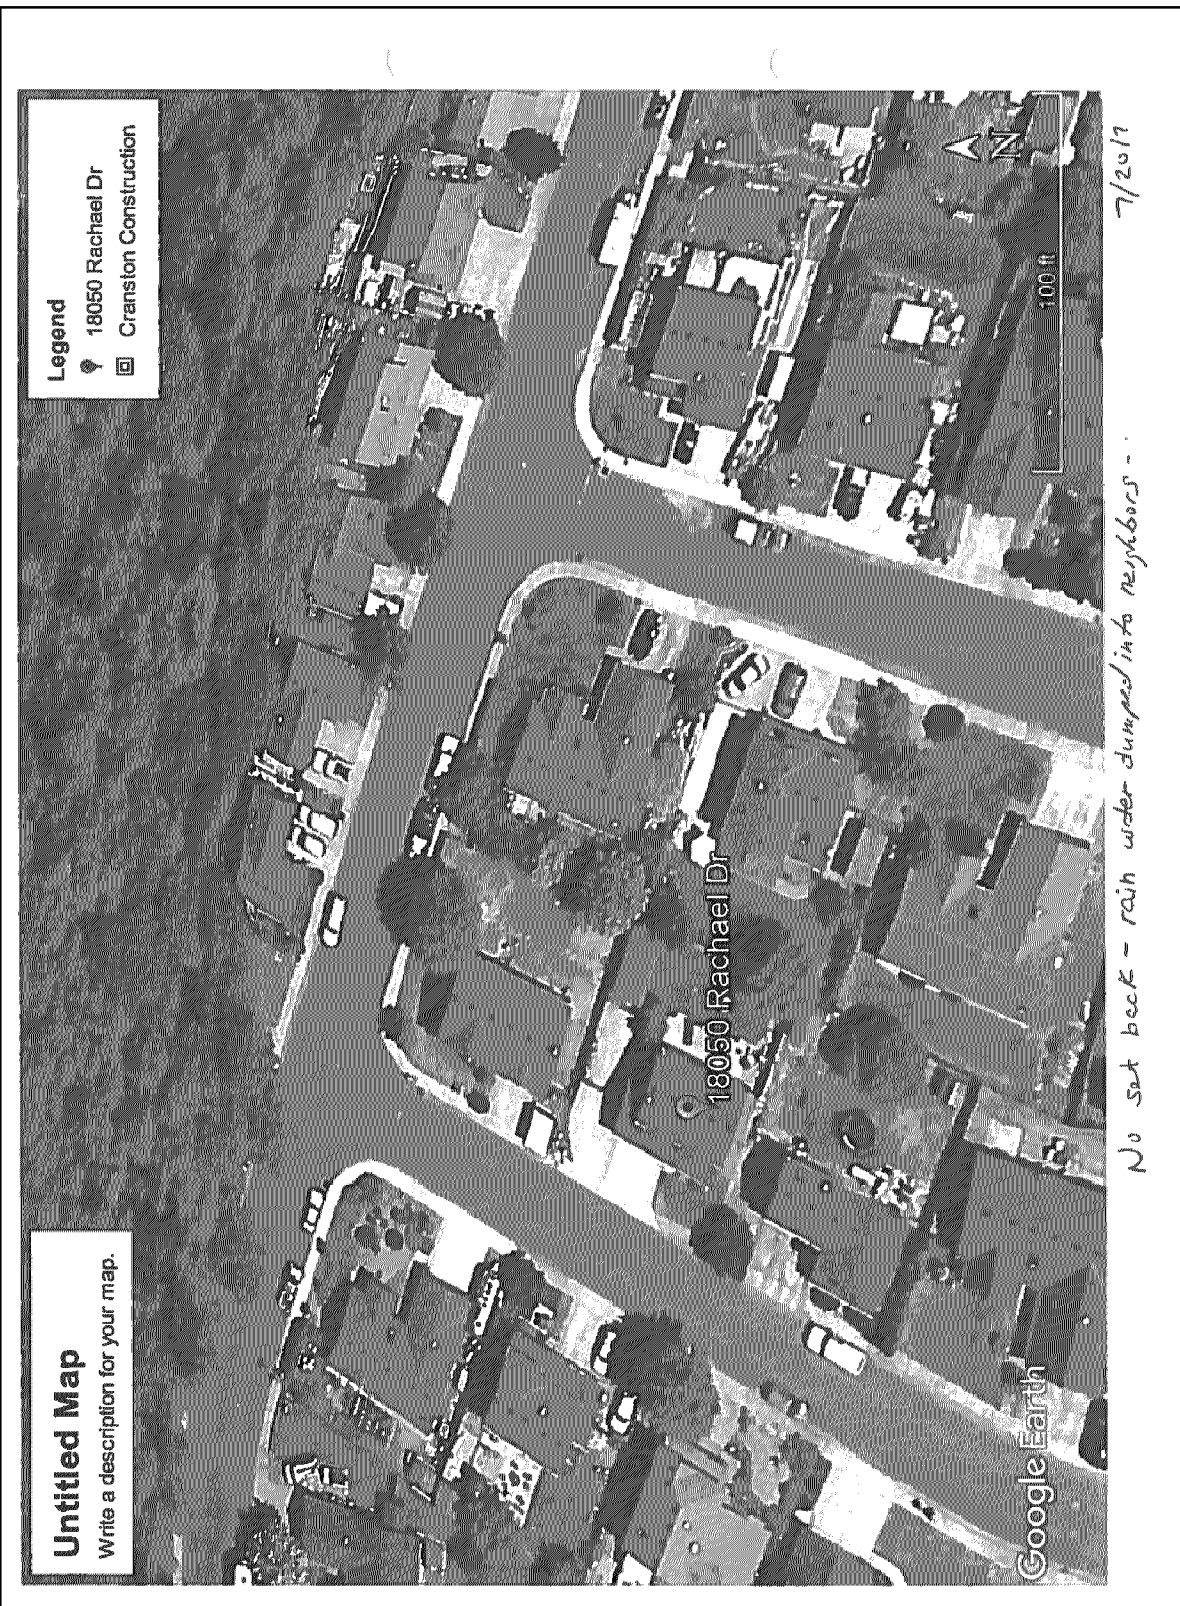 Untitled Map
Write a description for your map.
Legend
18050 Rachael Dr
Cranston Construction
18050 Rachael Dr
Google Earth
N
100 ft
No set back - rain water dumped into neighbors - .
7/2017